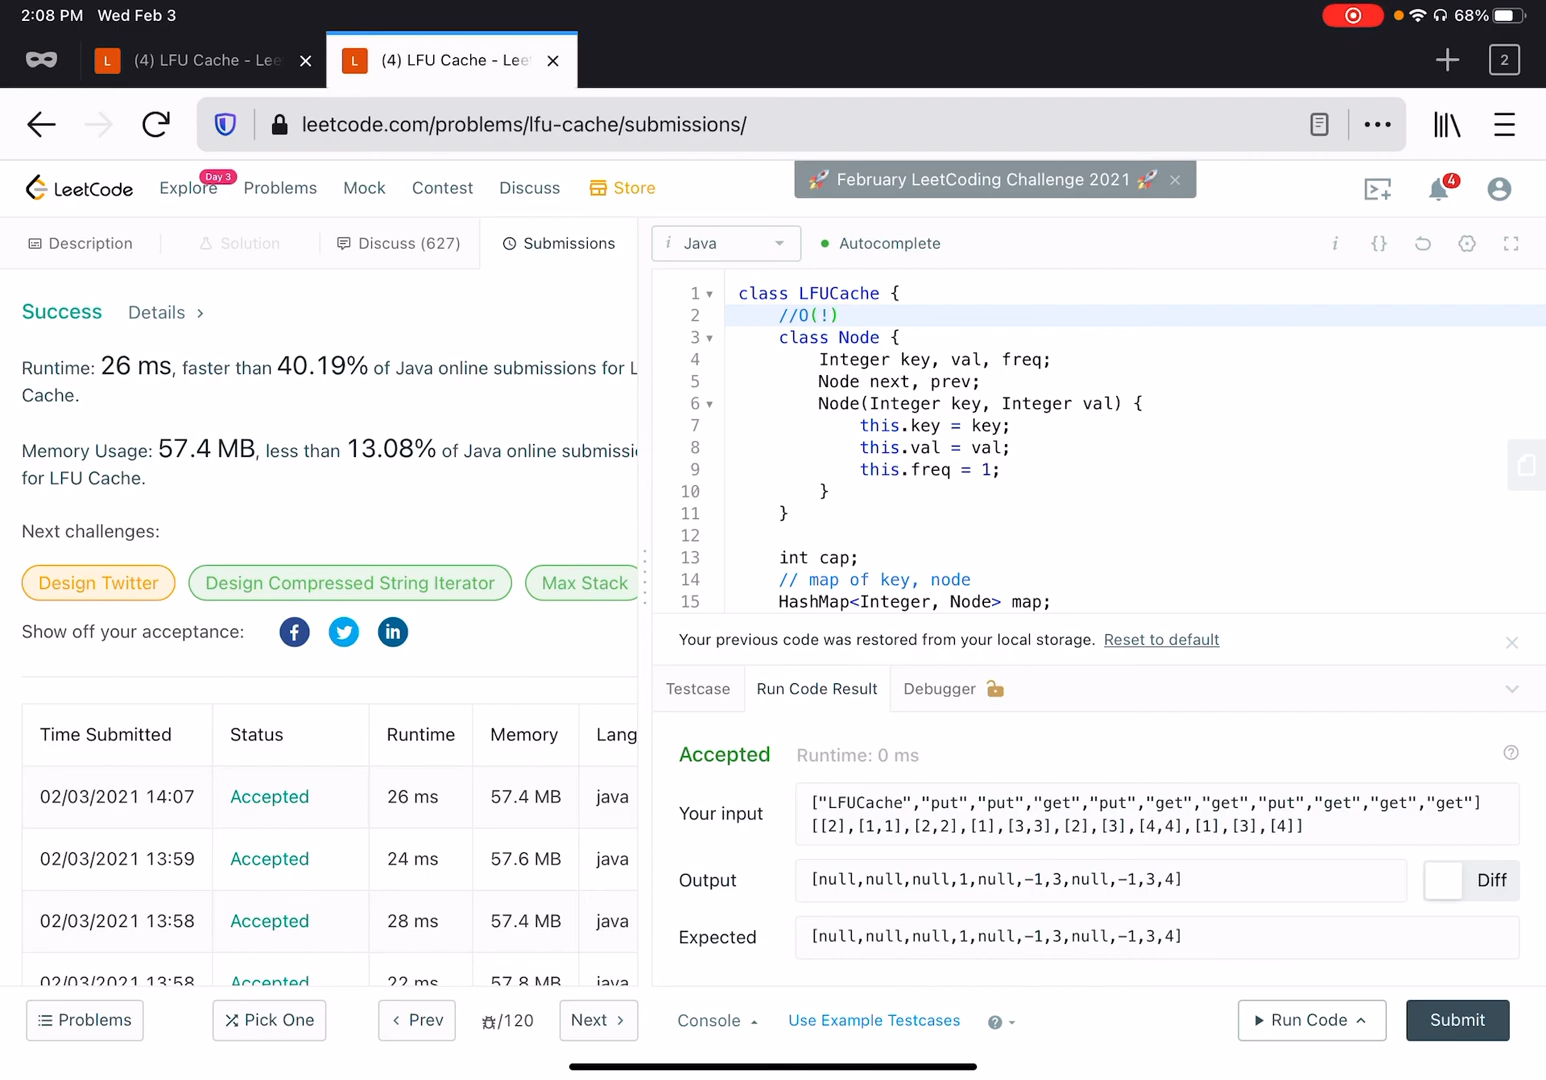 2:08 PM Wed Feb 3
68%
L (4) LFU Cache - Lee
L (4) LFU Cache - Lee
2
leetcode.com/problems/lfu-cache/submissions/
LeetCode
Explore
Day 3
Problems
Mock
Contest
Discuss
Store
🚀 February LeetCoding Challenge 2021 🚀
4
Description
Solution
Discuss (627)
Submissions
i Java
Autocomplete
Success
Details >
Runtime: 26 ms, faster than 40.19% of Java online submissions for L
Cache.
Memory Usage: 57.4 MB, less than 13.08% of Java online submissi
for LFU Cache.
Next challenges:
Design Twitter
Design Compressed String Iterator
Max Stack
Show off your acceptance:
Time Submitted Status Runtime Memory Lang
02/03/2021 14:07 Accepted 26 ms 57.4 MB java
02/03/2021 13:59 Accepted 24 ms 57.6 MB java
02/03/2021 13:58 Accepted 28 ms 57.4 MB java
02/03/2021 13:58 Accepted 22 ms 57.8 MB java
1 class LFUCache {
2 //O(!)
3 class Node {
4 Integer key, val, freq;
5 Node next, prev;
6 Node(Integer key, Integer val) {
7 this.key = key;
8 this.val = val;
9 this.freq = 1;
10 }
11 }
12
13 int cap;
14 // map of key, node
15 HashMap<Integer, Node> map;
Your previous code was restored from your local storage. Reset to default
Testcase
Run Code Result
Debugger
Accepted Runtime: 0 ms
Your input
["LFUCache","put","put","get","put","get","get","put","get","get","get"]
[[2],[1,1],[2,2],[1],[3,3],[2],[3],[4,4],[1],[3],[4]]
Output
[null,null,null,1,null,-1,3,null,-1,3,4]
Diff
Expected
[null,null,null,1,null,-1,3,null,-1,3,4]
Problems
Pick One
< Prev
/120
Next >
Console
Use Example Testcases
Run Code
Submit